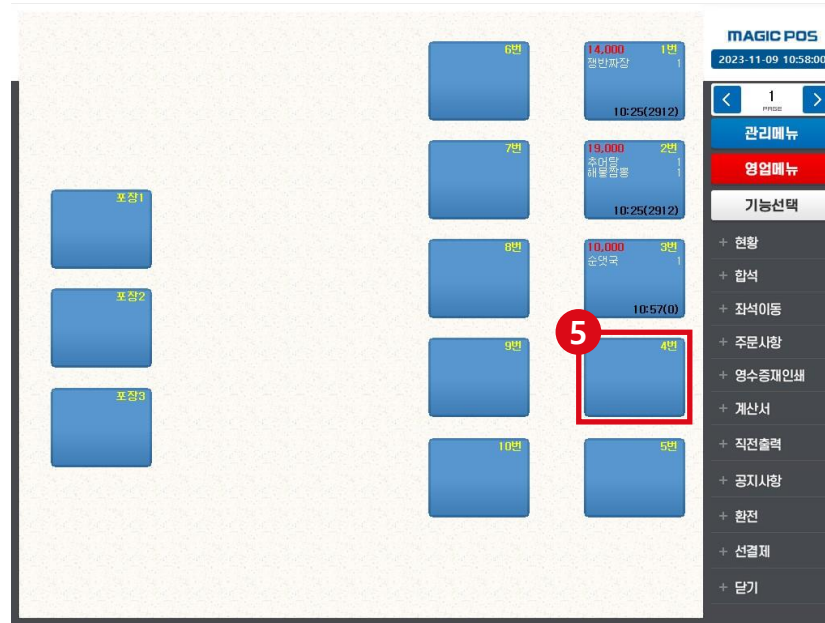 MAGIC POS
2023-11-09 10:58:00
1
PAGE
관리메뉴
영업메뉴
기능선택
+ 현황
+ 합석
+ 좌석이동
+ 주문사항
+ 영수증재인쇄
+ 계산서
+ 직전출력
+ 공지사항
+ 환전
+ 선결제
+ 닫기
포장1
포장2
포장3
6번
7번
8번
9번
10번
14,000 1번
쟁반짜장 1
10:25(2912)
19,000 2번
추어탕 1
해물짬뽕 1
10:25(2912)
10,000 3번
순댓국 1
10:57(0)
5
4번
5번